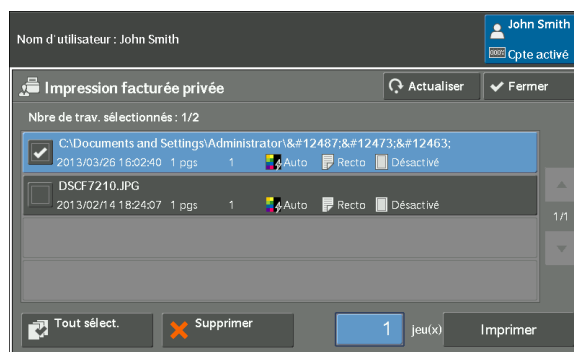 Nom d'utilisateur : John Smith
John Smith
Cpte activé
Impression facturée privée
Actualiser
Fermer
Nbre de trav. sélectionnés : 1/2
C:\Documents and Settings\Administrator\&#12487;&#12473;&#12463;
2013/03/26 16:02:40 1 pgs 1 Auto Recto Désactivé
DSCF7210.JPG
2013/02/14 18:24:07 1 pgs 1 Auto Recto Désactivé
1/1
Tout sélect.
Supprimer
1 jeu(x)
Imprimer